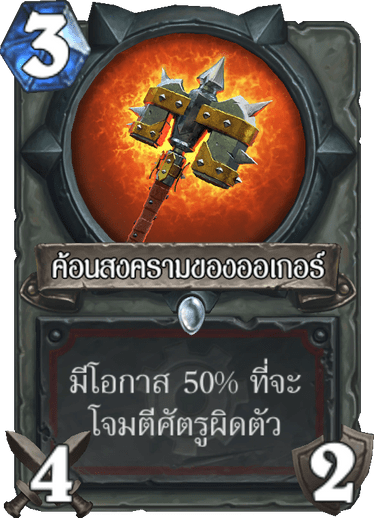 3
ค้อนสงครามของออเกอร์
มีโอกาส 50% ที่จะ
โจมตีศัตรูผิดตัว
4
2